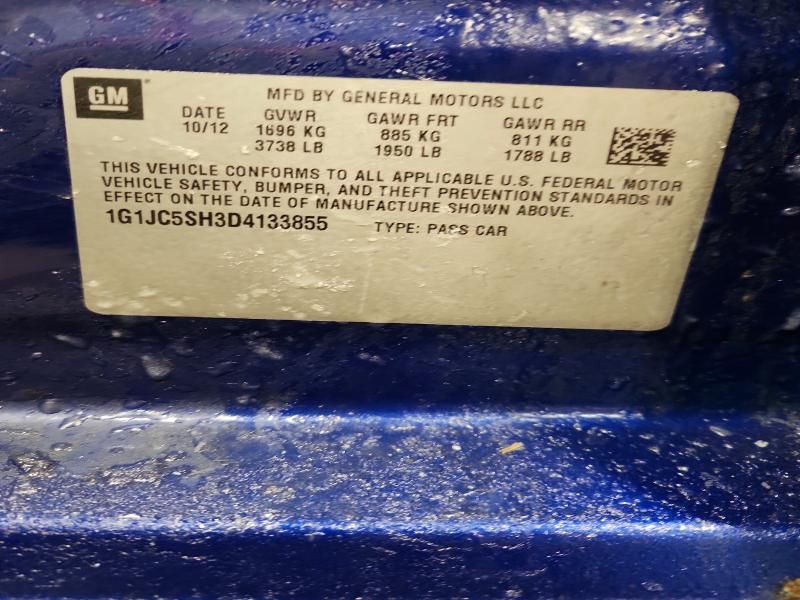 GM
MFD BY GENERAL MOTORS LLC
DATE GVWR GAWR FRT GAWR RR
10/12 1696 KG 885 KG 811 KG
3738 LB 1950 LB 1788 LB
THIS VEHICLE CONFORMS TO ALL APPLICABLE U.S. FEDERAL MOTOR
VEHICLE SAFETY, BUMPER, AND THEFT PREVENTION STANDARDS IN
EFFECT ON THE DATE OF MANUFACTURE SHOWN ABOVE.
1G1JC5SH3D4133855 TYPE: PASS CAR